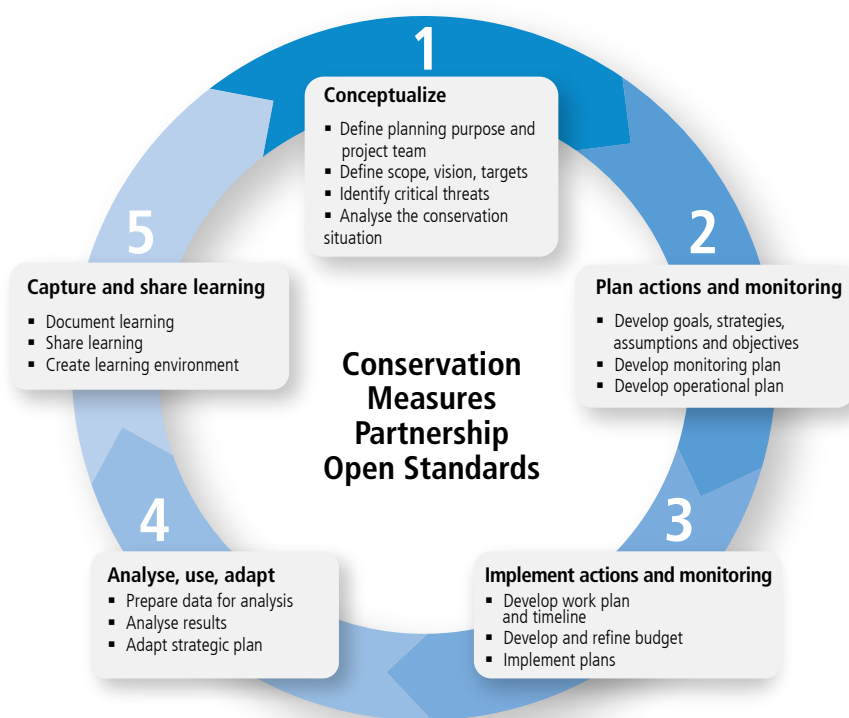 1
Conceptualize
▪ Define planning purpose and
project team
▪ Define scope, vision, targets
▪ Identify critical threats
▪ Analyse the conservation
situation
2
Plan actions and monitoring
▪ Develop goals, strategies,
assumptions and objectives
▪ Develop monitoring plan
▪ Develop operational plan
3
Implement actions and monitoring
▪ Develop work plan
and timeline
▪ Develop and refine budget
▪ Implement plans
4
Analyse, use, adapt
▪ Prepare data for analysis
▪ Analyse results
▪ Adapt strategic plan
5
Capture and share learning
▪ Document learning
▪ Share learning
▪ Create learning environment
Conservation
Measures
Partnership
Open Standards